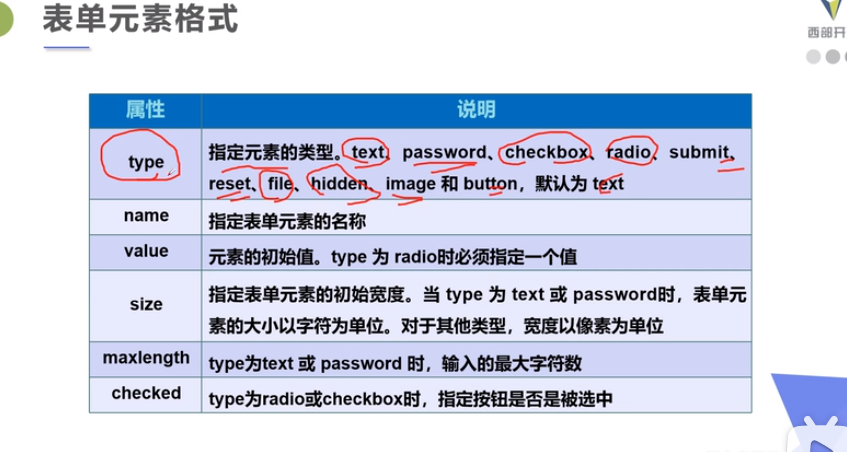 表单元素格式
西部开
属性 说明
type 指定元素的类型。text、password、checkbox、radio、submit、
reset、file、hidden、image 和 button，默认为 text
name 指定表单元素的名称
value 元素的初始值。type 为 radio时必须指定一个值
size 指定表单元素的初始宽度。当 type 为 text 或 password时，表单元
素的大小以字符为单位。对于其他类型，宽度以像素为单位
maxlength type为text 或 password 时，输入的最大字符数
checked type为radio或checkbox时，指定按钮是否是被选中